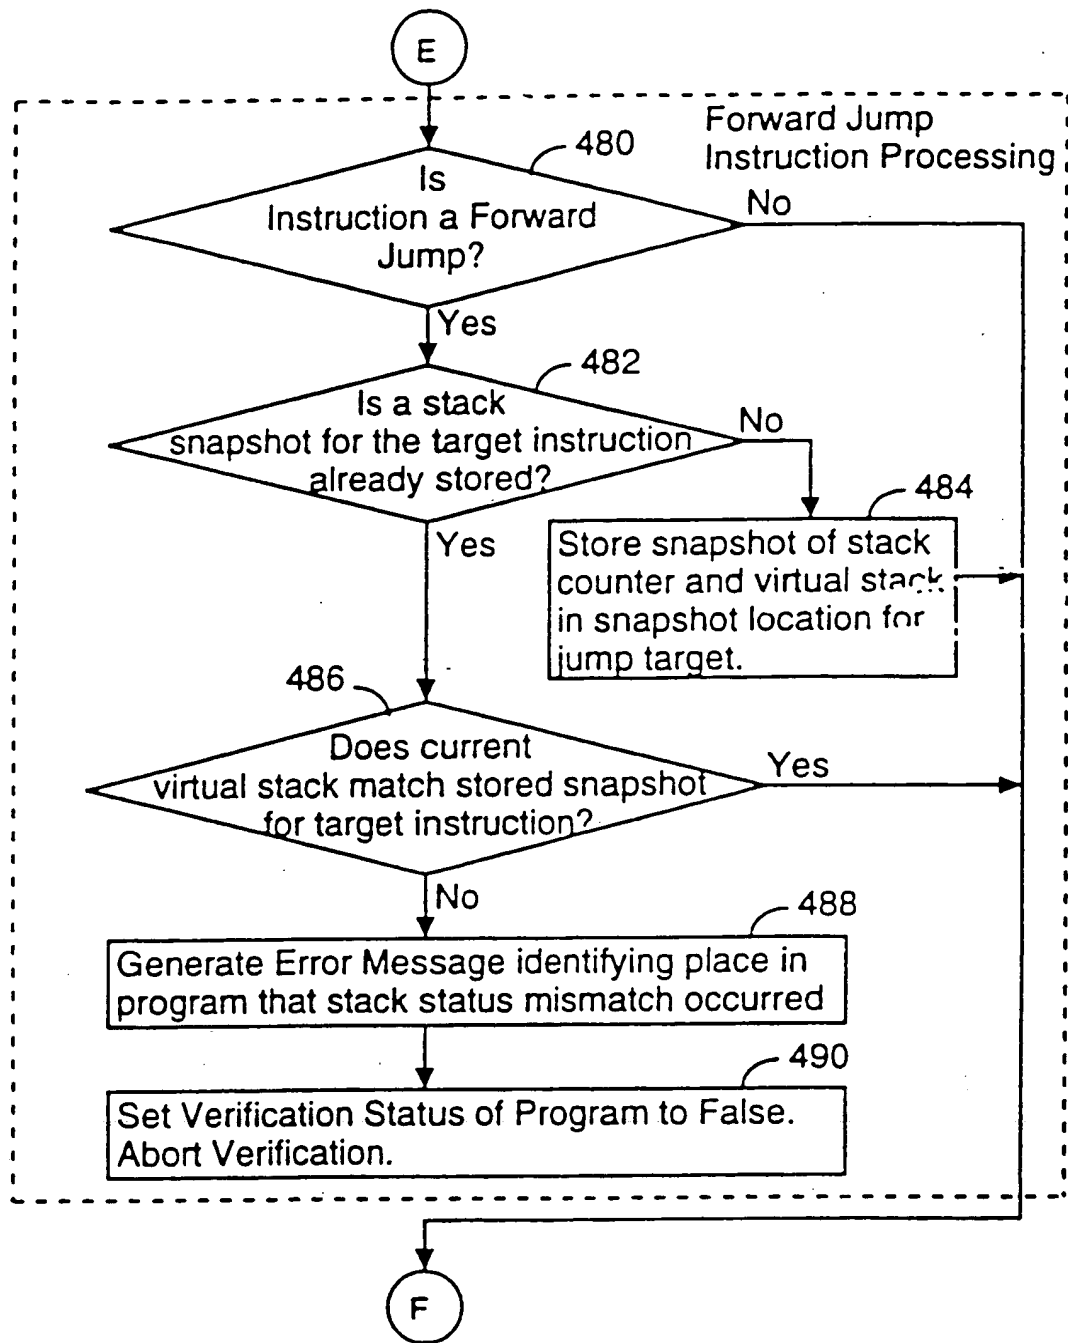 E
Forward Jump
Instruction Processing
480
Is
Instruction a Forward
Jump?
No
Yes
482
Is a stack
snapshot for the target instruction
already stored?
No
Yes
484
Store snapshot of stack
counter and virtual stack
in snapshot location for
jump target.
486
Does current
virtual stack match stored snapshot
for target instruction?
Yes
No
488
Generate Error Message identifying place in
program that stack status mismatch occurred
490
Set Verification Status of Program to False.
Abort Verification.
F